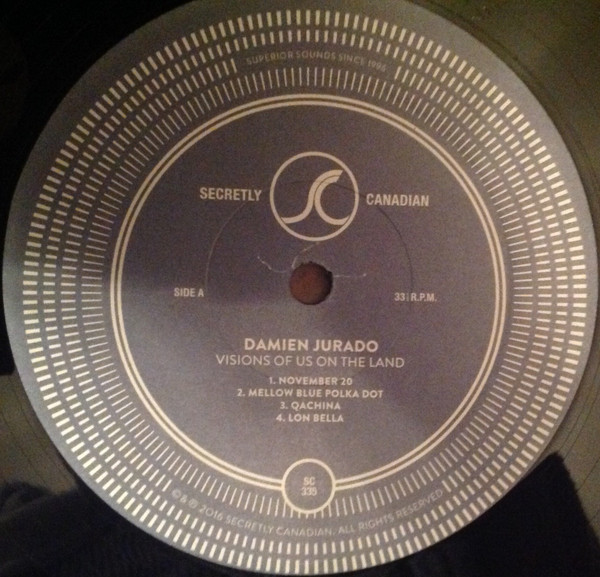 SUPERIOR SOUNDS SINCE 1996
SECRETLY SC CANADIAN
SIDE A 33⅓ R.P.M.
DAMIEN JURADO
VISIONS OF US ON THE LAND
1. NOVEMBER 20
2. MELLOW BLUE POLKA DOT
3. QACHINA
4. LON BELLA
SC
335
©&℗ 2016 SECRETLY CANADIAN. ALL RIGHTS RESERVED